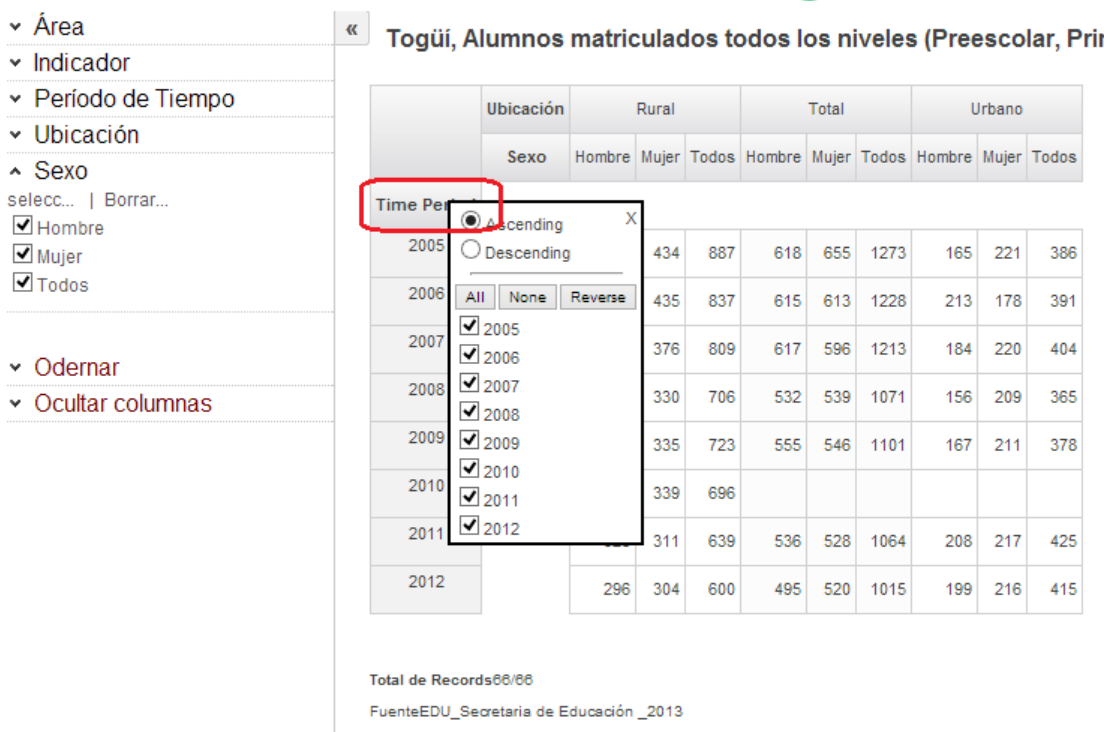 Área
Indicador
Período de Tiempo
Ubicación
Sexo
selecc... | Borrar...
Hombre
Mujer
Todos
Odernar
Ocultar columnas
«
Togüí, Alumnos matriculados todos los niveles (Preescolar,
Ubicación Rural Total Urbano
Sexo Hombre Mujer Todos Hombre Mujer Todos Hombre Mujer Todos
Time
Ascending X
Descending
All None Reverse
2005
2006
2007
2008
2009
2010
2011
2012
2005 434 887 618 655 1273 165 221 386
2006 435 837 615 613 1228 213 178 391
2007 376 809 617 596 1213 184 220 404
2008 330 706 532 539 1071 156 209 365
2009 335 723 555 546 1101 167 211 378
2010 339 696
2011 311 639 536 528 1064 208 217 425
2012 296 304 600 495 520 1015 199 216 415
Total de Records66/66
FuenteEDU_Secretaria de Educación _2013